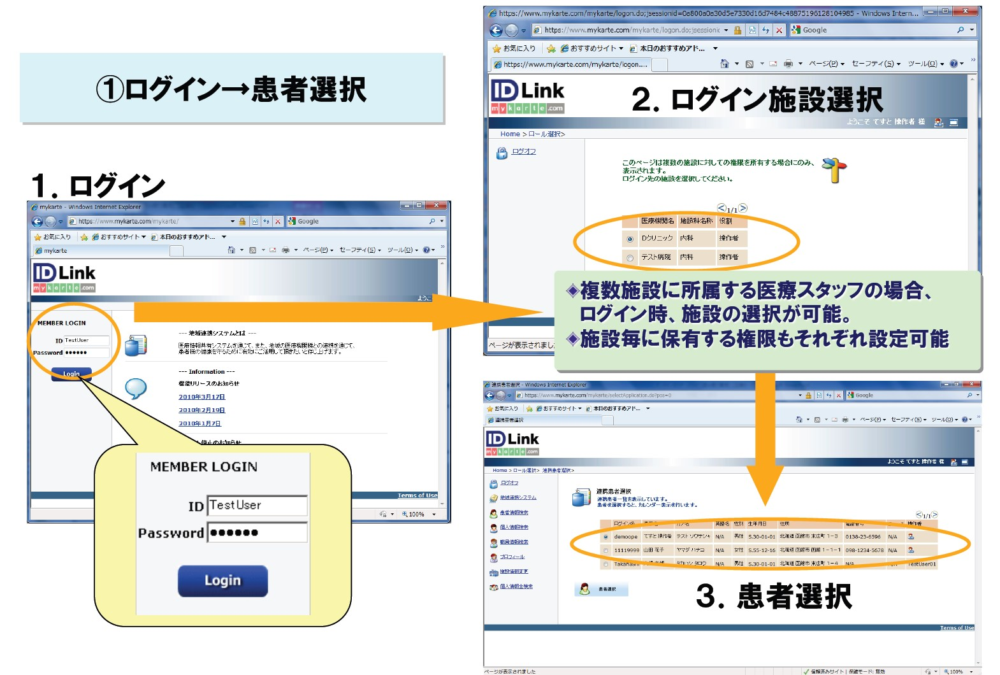 ①ログイン→患者選択
1. ログイン
mykarte - Windows Internet Explorer
https://www.mykarte.com/mykarte/
Google
お気に入り
おすすめサイト
本日のおすすめアド...
mykarte
ページ(P)
セーフティ(S)
ツール(O)
ID Link
mykarte.com
ようこ
MEMBER LOGIN
ID TestUser
Password ●●●●●●
Login
--- 地域連携システムとは ---
医療情報共有システムを通じて、また、地域の医療機関様との連携を通じて、
患者様の健康を守るために有効にご活用して頂きたいと存じ上げます。
--- Information ---
機能リリースのお知らせ
2010年3月17日
2010年2月19日
2010年1月7日
停止のお知らせ
Terms of Use
100%
MEMBER LOGIN
ID TestUser
Password ●●●●●●
Login
https://www.mykarte.com/mykarte/logon.do;jsessionid=0a800a0a30d5e7330d16d7484c48875196128104985 - Windows Intern...
https://www.mykarte.com/mykarte/logon.do;jsessionid
Google
お気に入り
おすすめサイト
本日のおすすめアド...
https://www.mykarte.com/mykarte/logon....
ページ(P)
セーフティ(S)
ツール(O)
ID Link
mykarte.com
2. ログイン施設選択
ようこそ てすと 操作者 様
Home >ロール選択>
ログオフ
このページは複数の施設に対しての権限を所有する場合にのみ、
表示されます。
ログイン先の施設を選択してください。
1/1
医療機関名 施設科名称 役割
Dクリニック 内科 操作者
テスト病院 内科 操作者
ページが表示されまし
◈複数施設に所属する医療スタッフの場合、
ログイン時、施設の選択が可能。
◈施設毎に保有する権限もそれぞれ設定可能
連携患者選択 - Windows Internet Explorer
https://www.mykarte.com/mykarte/selectApplication.do?pos=0
Google
お気に入り
おすすめサイト
本日のおすすめアド...
連携患者選択
ページ(P)
セーフティ(S)
ツール(O)
ID Link
mykarte.com
ようこそ てすと 操作者 様
Home >ロール選択> 連携患者選択>
ログオフ
地域連携システム
患者情報検索
個人情報検索
職員情報検索
プロフィール
施設情報変更
個人情報全検索
連携患者選択
連携患者一覧を表示しています。
患者を選択すると、カレンダー表示を行います。
1/1
ログイン名 カナ名 英語名 性別 生年月日 住所 操作者
demoope てすと 操作者 テスト ソウサシャ N/A 男性 S.30-01-01 北海道 函館市 末広町 1-3 0138-23-6596 N/A
11119999 山田 花子 ヤマダ ハナコ N/A 女性 S.55-12-16 北海道 函館市 函館 1-1-1 098-1234-5678 N/A
Takahashi タカハシ タロウ N/A 男性 S.30-01-01 北海道 函館市 末広町 1-4 N/A TestUser01
患者選択
3. 患者選択
Terms of Use
ページが表示されました
信頼済みサイト | 保護モード: 無効
100%